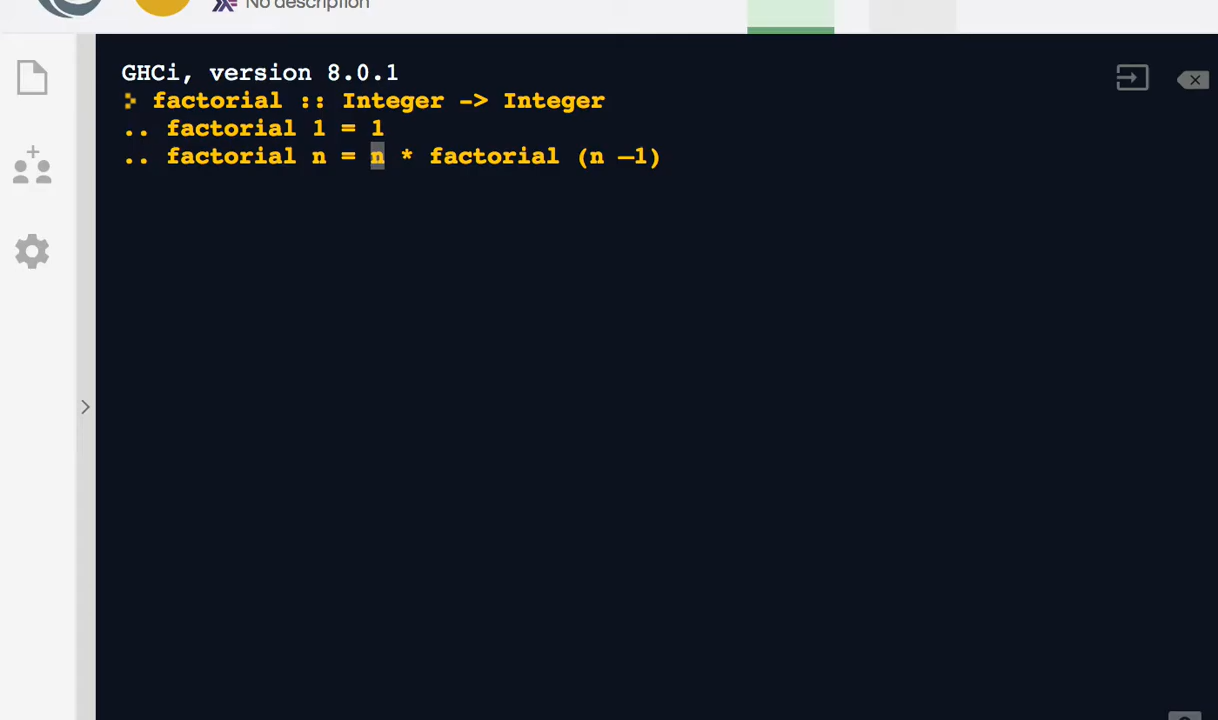 No description
GHCi, version 8.0.1
factorial :: Integer -> Integer
.. factorial 1 = 1
.. factorial n = n * factorial (n –1)